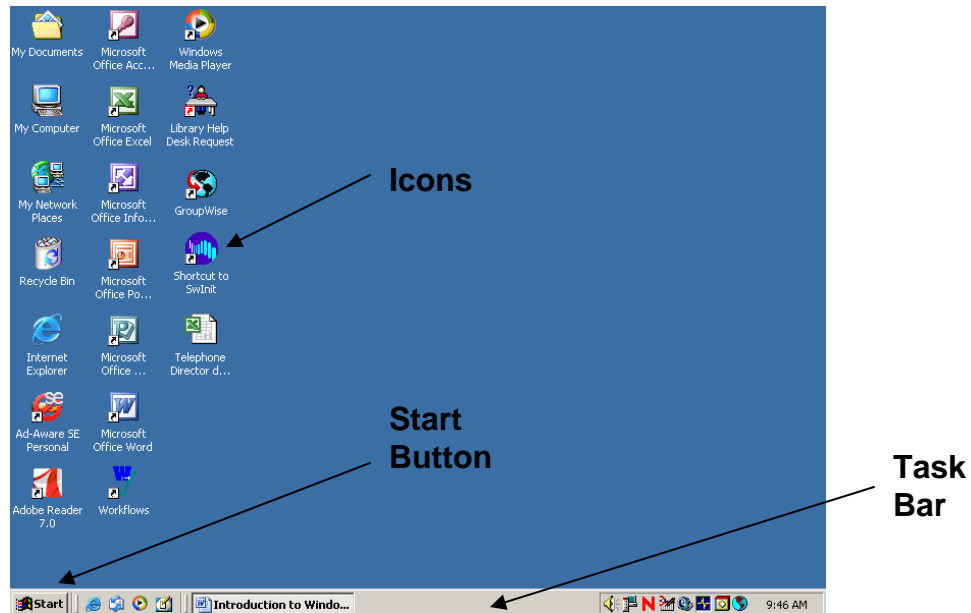 My Documents
Microsoft
Office Acc...
Windows
Media Player
My Computer
Microsoft
Office Excel
Library Help
Desk Request
My Network
Places
Microsoft
Office Info...
GroupWise
Icons
Recycle Bin
Microsoft
Office Po...
Shortcut to
SwInit
Internet
Explorer
Microsoft
Office ...
Telephone
Director d...
Ad-Aware SE
Personal
Microsoft
Office Word
Start
Button
Adobe Reader
7.0
Workflows
Task
Bar
Start
Introduction to Windo...
9:46 AM